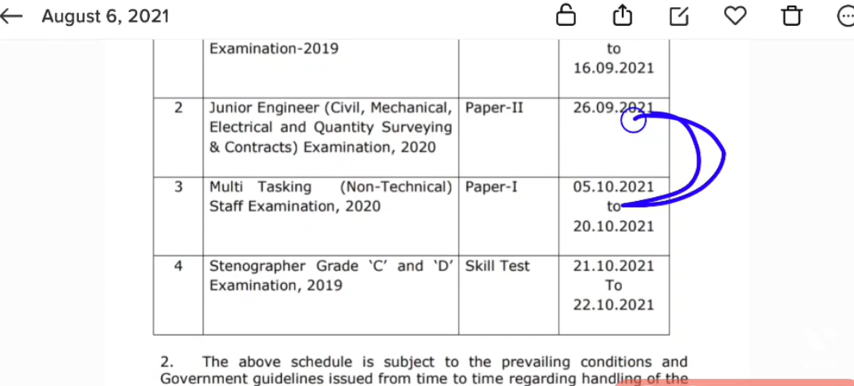 August 6, 2021
Examination-2019
to
16.09.2021
2 Junior Engineer (Civil, Mechanical, Paper-II 26.09.2021
Electrical and Quantity Surveying
& Contracts) Examination, 2020
3 Multi Tasking (Non-Technical) Paper-I 05.10.2021
Staff Examination, 2020 to
20.10.2021
4 Stenographer Grade ‘C’ and ‘D’ Skill Test 21.10.2021
Examination, 2019 To
22.10.2021
2. The above schedule is subject to the prevailing conditions and
Government guidelines issued from time to time regarding handling of the